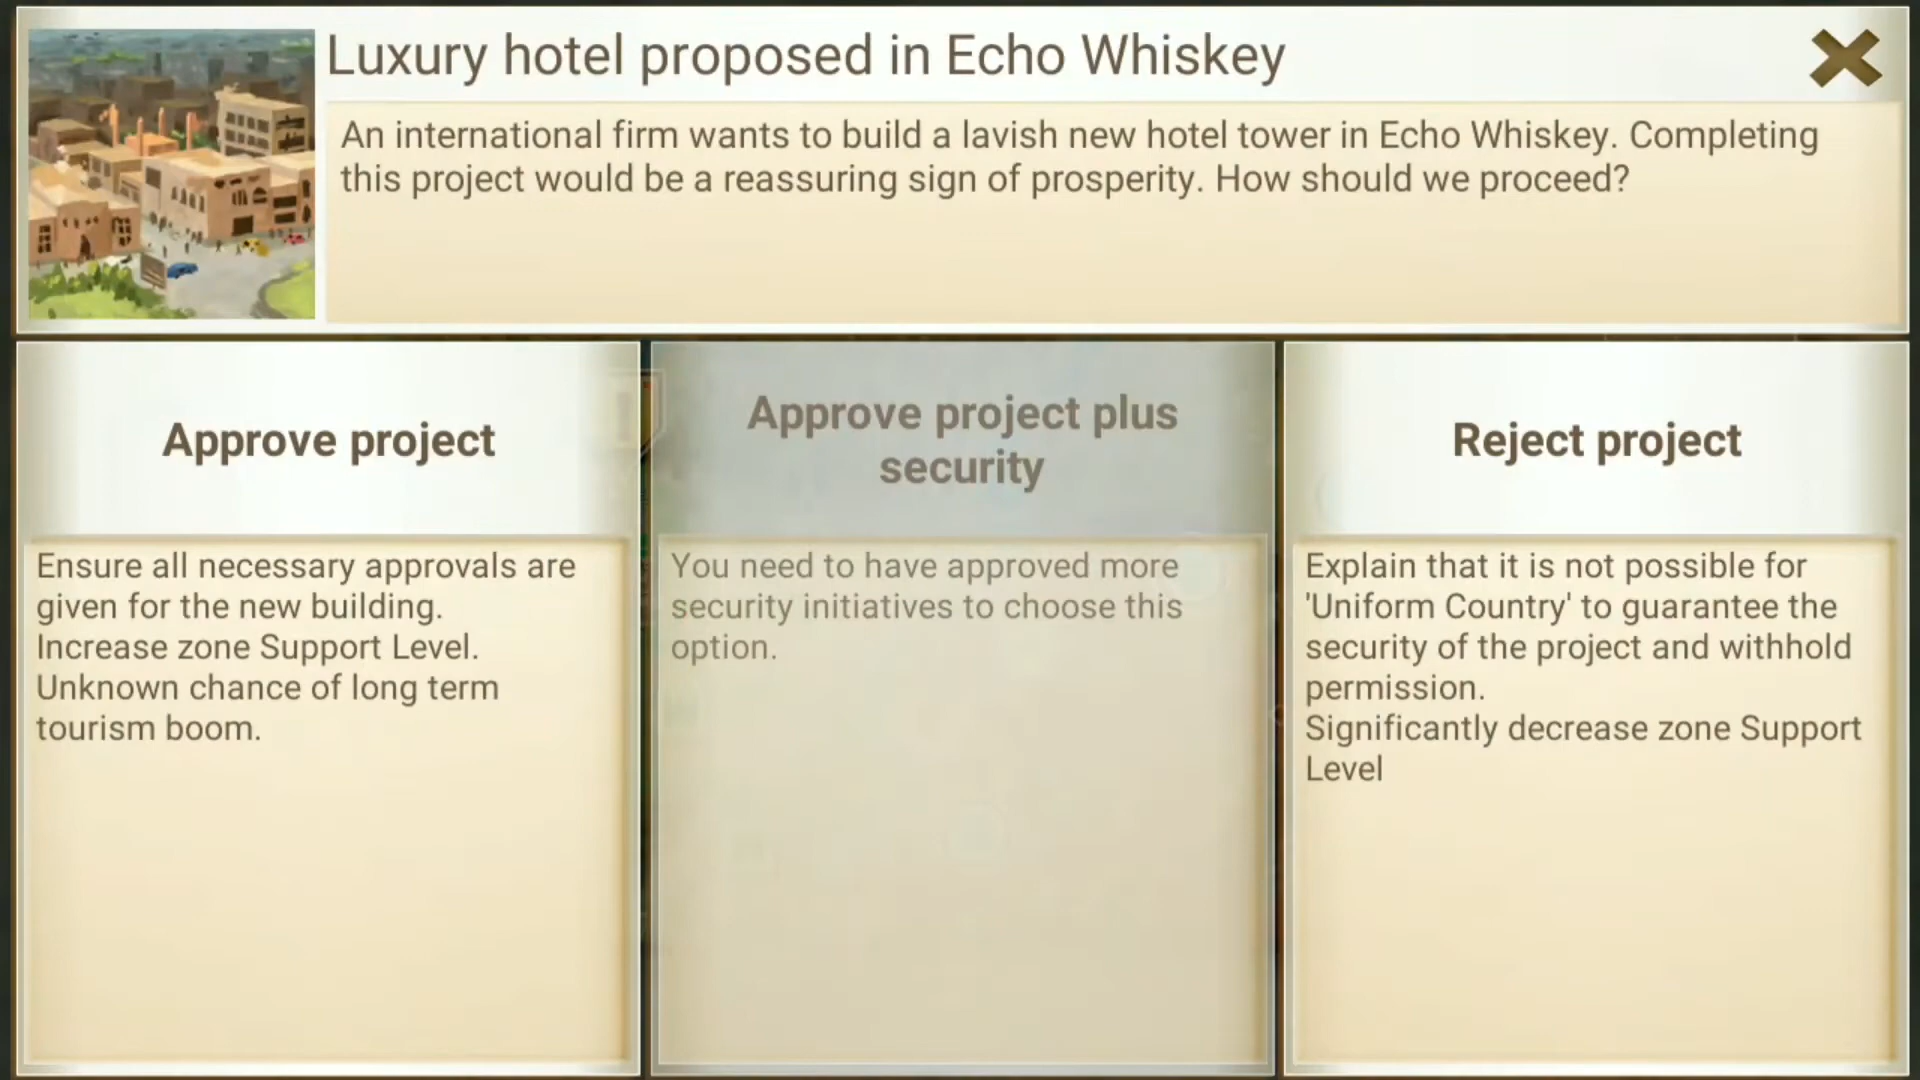 Luxury hotel proposed in Echo Whiskey
An international firm wants to build a lavish new hotel tower in Echo Whiskey. Completing
this project would be a reassuring sign of prosperity. How should we proceed?
Approve project
Ensure all necessary approvals are
given for the new building.
Increase zone Support Level.
Unknown chance of long term
tourism boom.
Approve project plus
security
You need to have approved more
security initiatives to choose this
option.
Reject project
Explain that it is not possible for
'Uniform Country' to guarantee the
security of the project and withhold
permission.
Significantly decrease zone Support
Level